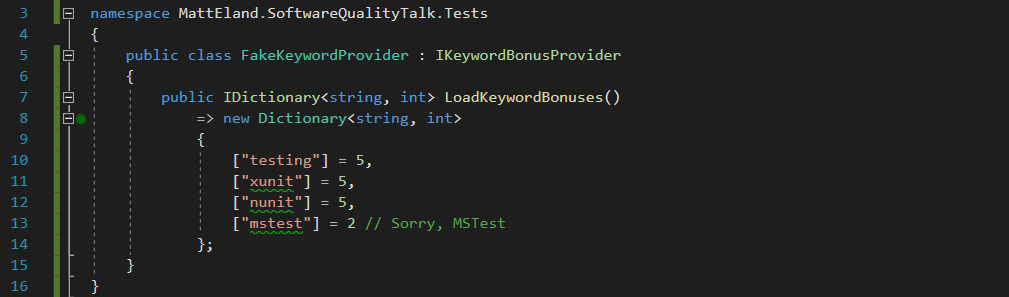 3 namespace MattEland.SoftwareQualityTalk.Tests
4 {
5 public class FakeKeywordProvider : IKeywordBonusProvider
6 {
7 public IDictionary<string, int> LoadKeywordBonuses()
8 => new Dictionary<string, int>
9 {
10 ["testing"] = 5,
11 ["xunit"] = 5,
12 ["nunit"] = 5,
13 ["mstest"] = 2 // Sorry, MSTest
14 };
15 }
16 }